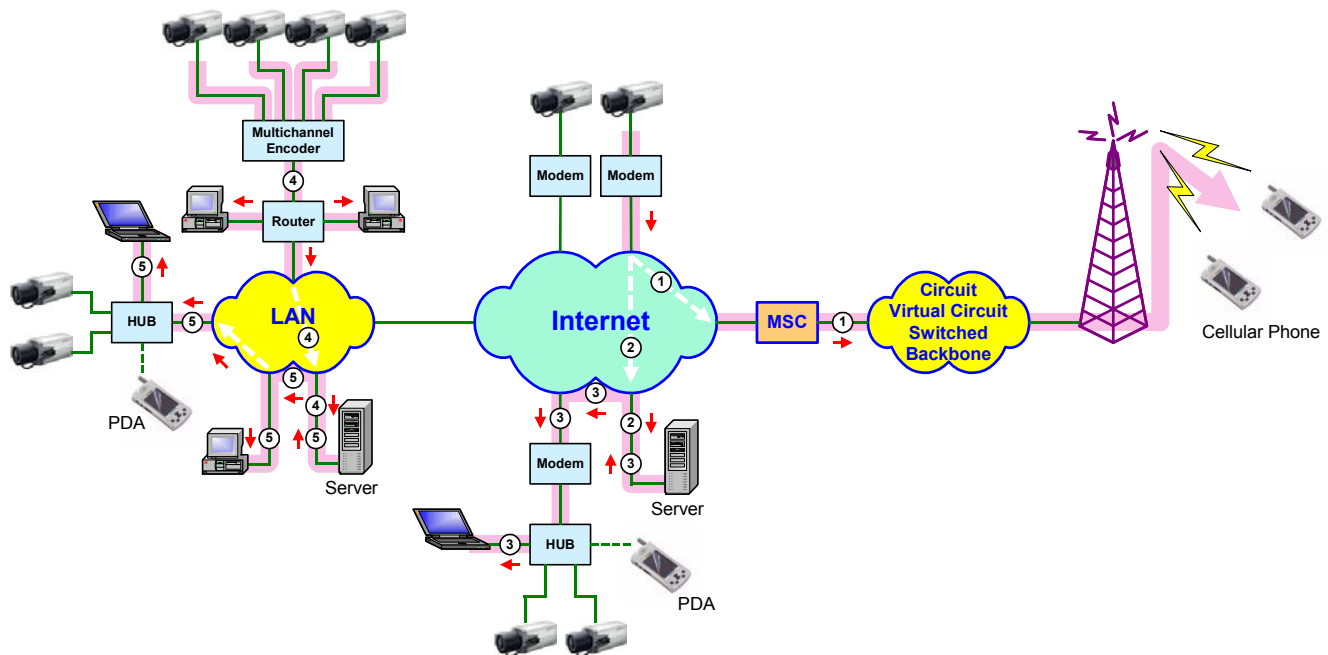 Multichannel
Encoder
4
Router
Modem
Modem
5
HUB
5
LAN
4
5
4
5
5
PDA
Server
Internet
1
2
3
3
2
3
Modem
Server
3
HUB
PDA
MSC
1
Circuit
Virtual Circuit
Switched
Backbone
Cellular Phone